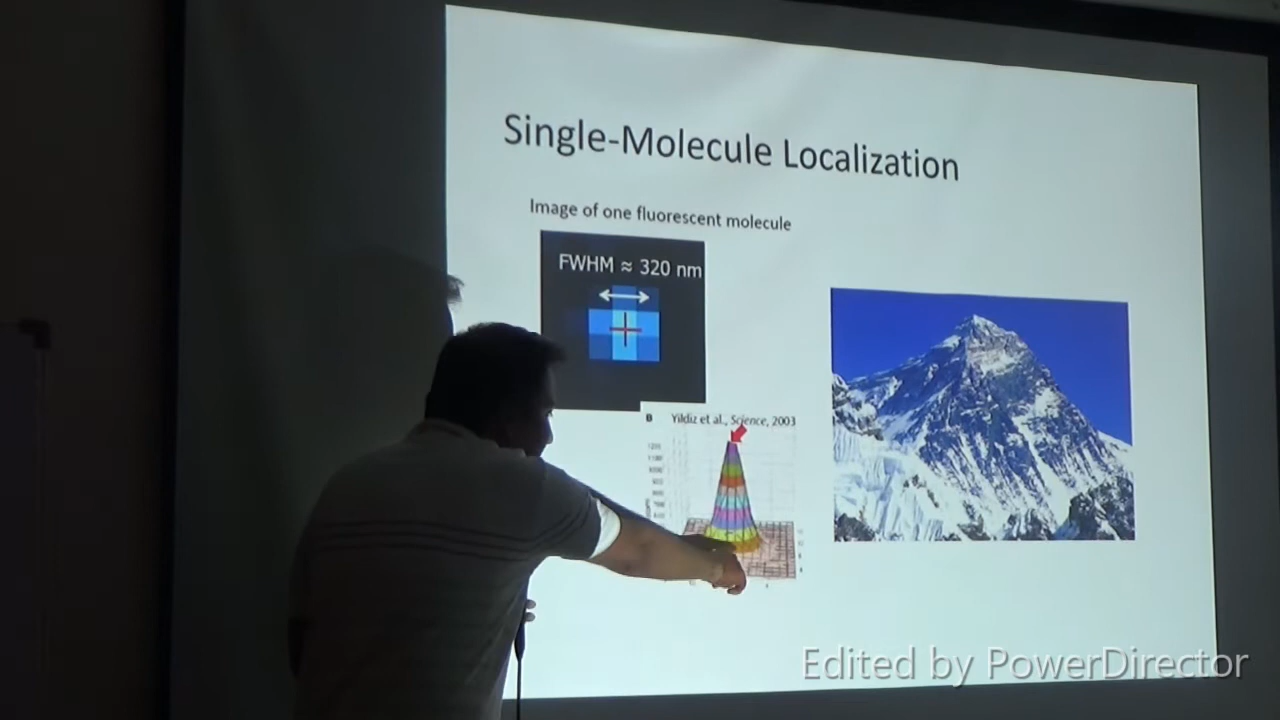 Single-Molecule Localization
Image of one fluorescent molecule
FWHM ≈ 320 nm
B Yildiz et al., Science, 2003
Edited by PowerDirector